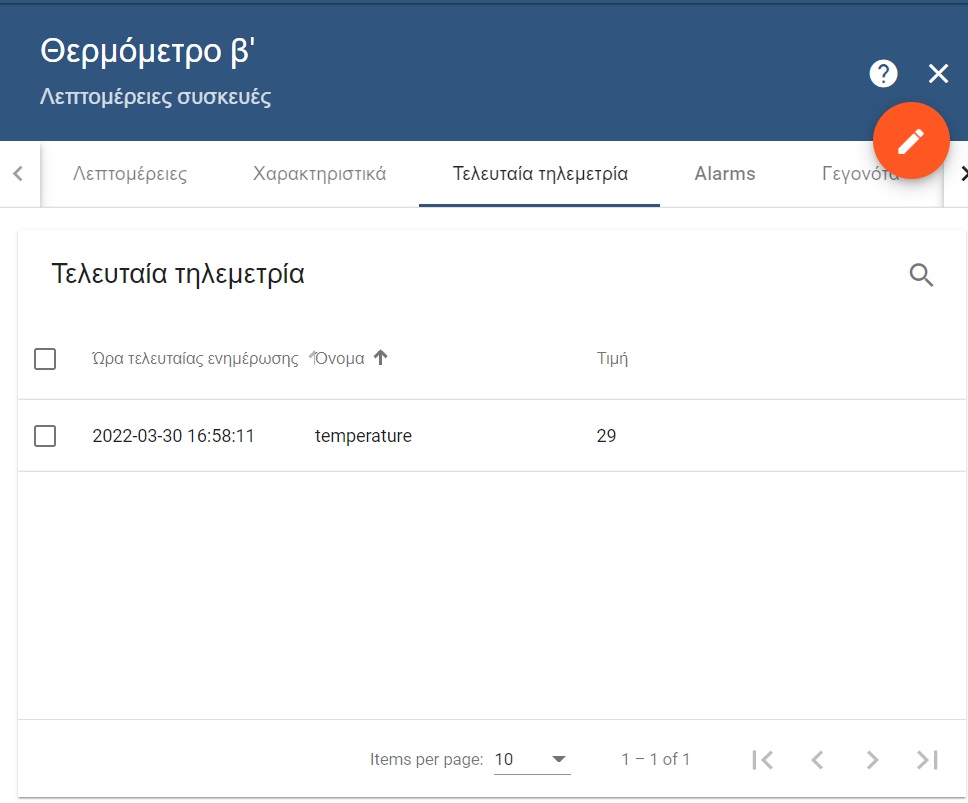 Θερμόμετρο β'
Λεπτομέρειες συσκευές
Λεπτομέρειες Χαρακτηριστικά Τελευταία τηλεμετρία Alarms Γεγονότα
Τελευταία τηλεμετρία
Ώρα τελευταίας ενημέρωσης Όνομα Τιμή
2022-03-30 16:58:11 temperature 29
Items per page: 10 1 – 1 of 1